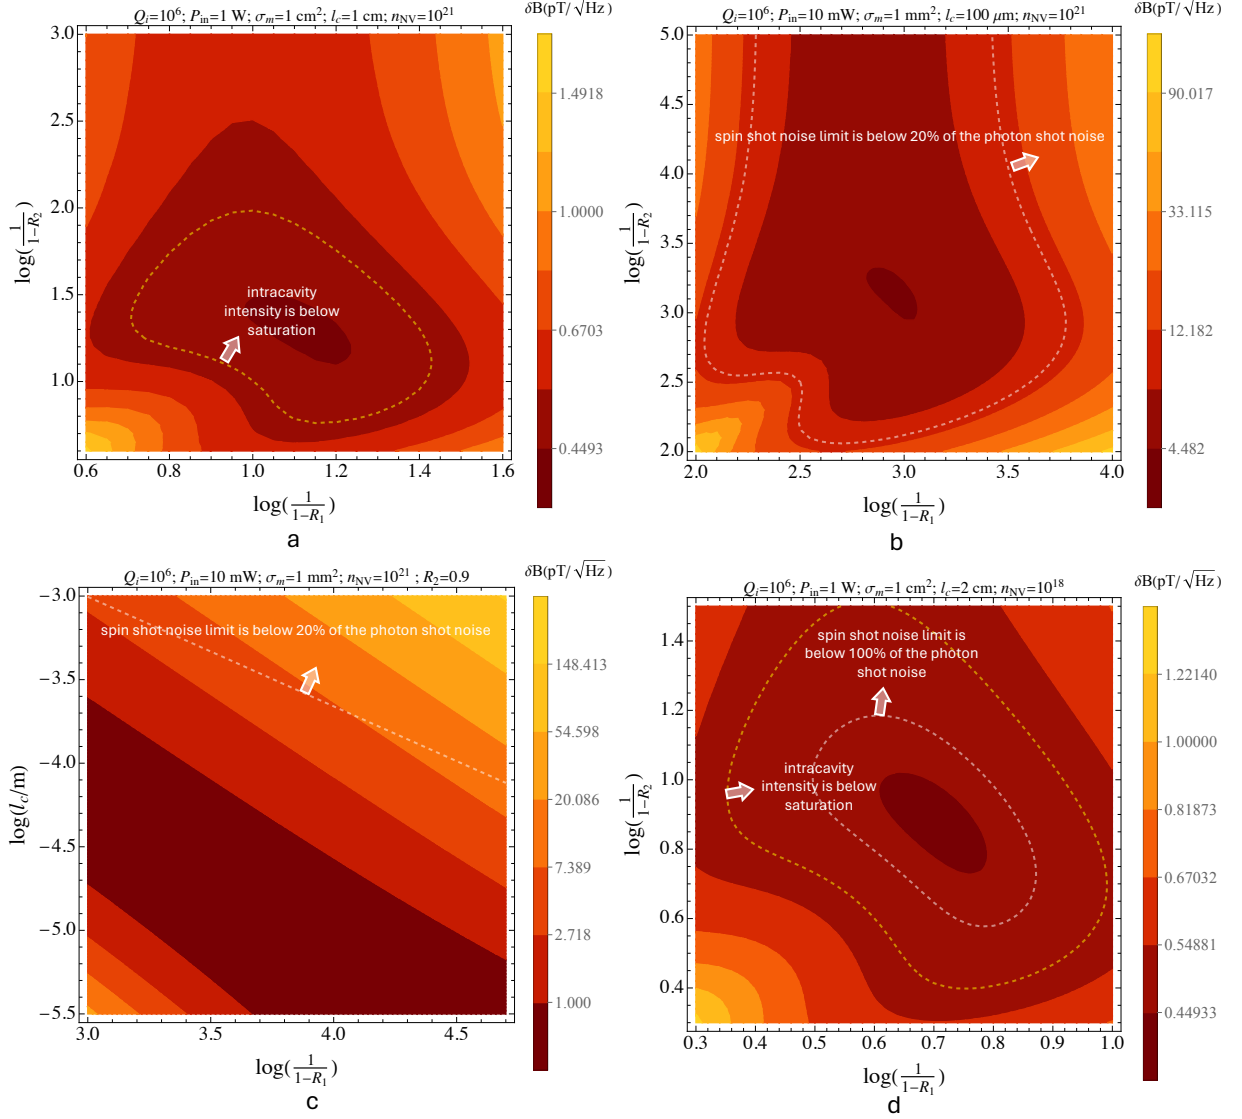 Q_i=10^6; P_in=1 W; σ_m=1 cm^2; l_c=1 cm; n_NV=10^21
δB(pT/√Hz)
3.0
2.5
2.0
1.5
1.0
log(1/(1−R_2))
intracavity
intensity is below
saturation
0.6
0.8
1.0
1.2
1.4
1.6
log(1/(1−R_1))
1.4918
1.0000
0.6703
0.4493
a
Q_i=10^6; P_in=10 mW; σ_m=1 mm^2; l_c=100 μm; n_NV=10^21
δB(pT/√Hz)
5.0
4.5
4.0
3.5
3.0
2.5
2.0
log(1/(1−R_2))
spin shot noise limit is below 20% of the photon shot noise
2.0
2.5
3.0
3.5
4.0
log(1/(1−R_1))
90.017
33.115
12.182
4.482
b
Q_i=10^6; P_in=10 mW; σ_m=1 mm^2; n_NV=10^21 ; R_2=0.9
δB(pT/√Hz)
−3.0
−3.5
−4.0
−4.5
−5.0
−5.5
log(l_c/m)
spin shot noise limit is below 20% of the photon shot noise
3.0
3.5
4.0
4.5
log(1/(1−R_1))
148.413
54.598
20.086
7.389
2.718
1.000
c
Q_i=10^6; P_in=1 W; σ_m=1 cm^2; l_c=2 cm; n_NV=10^18
δB(pT/√Hz)
1.4
1.2
1.0
0.8
0.6
0.4
log(1/(1−R_2))
spin shot noise limit is
below 100% of the photon
shot noise
intracavity
intensity is below
saturation
0.3
0.4
0.5
0.6
0.7
0.8
0.9
1.0
log(1/(1−R_1))
1.22140
1.00000
0.81873
0.67032
0.54881
0.44933
d